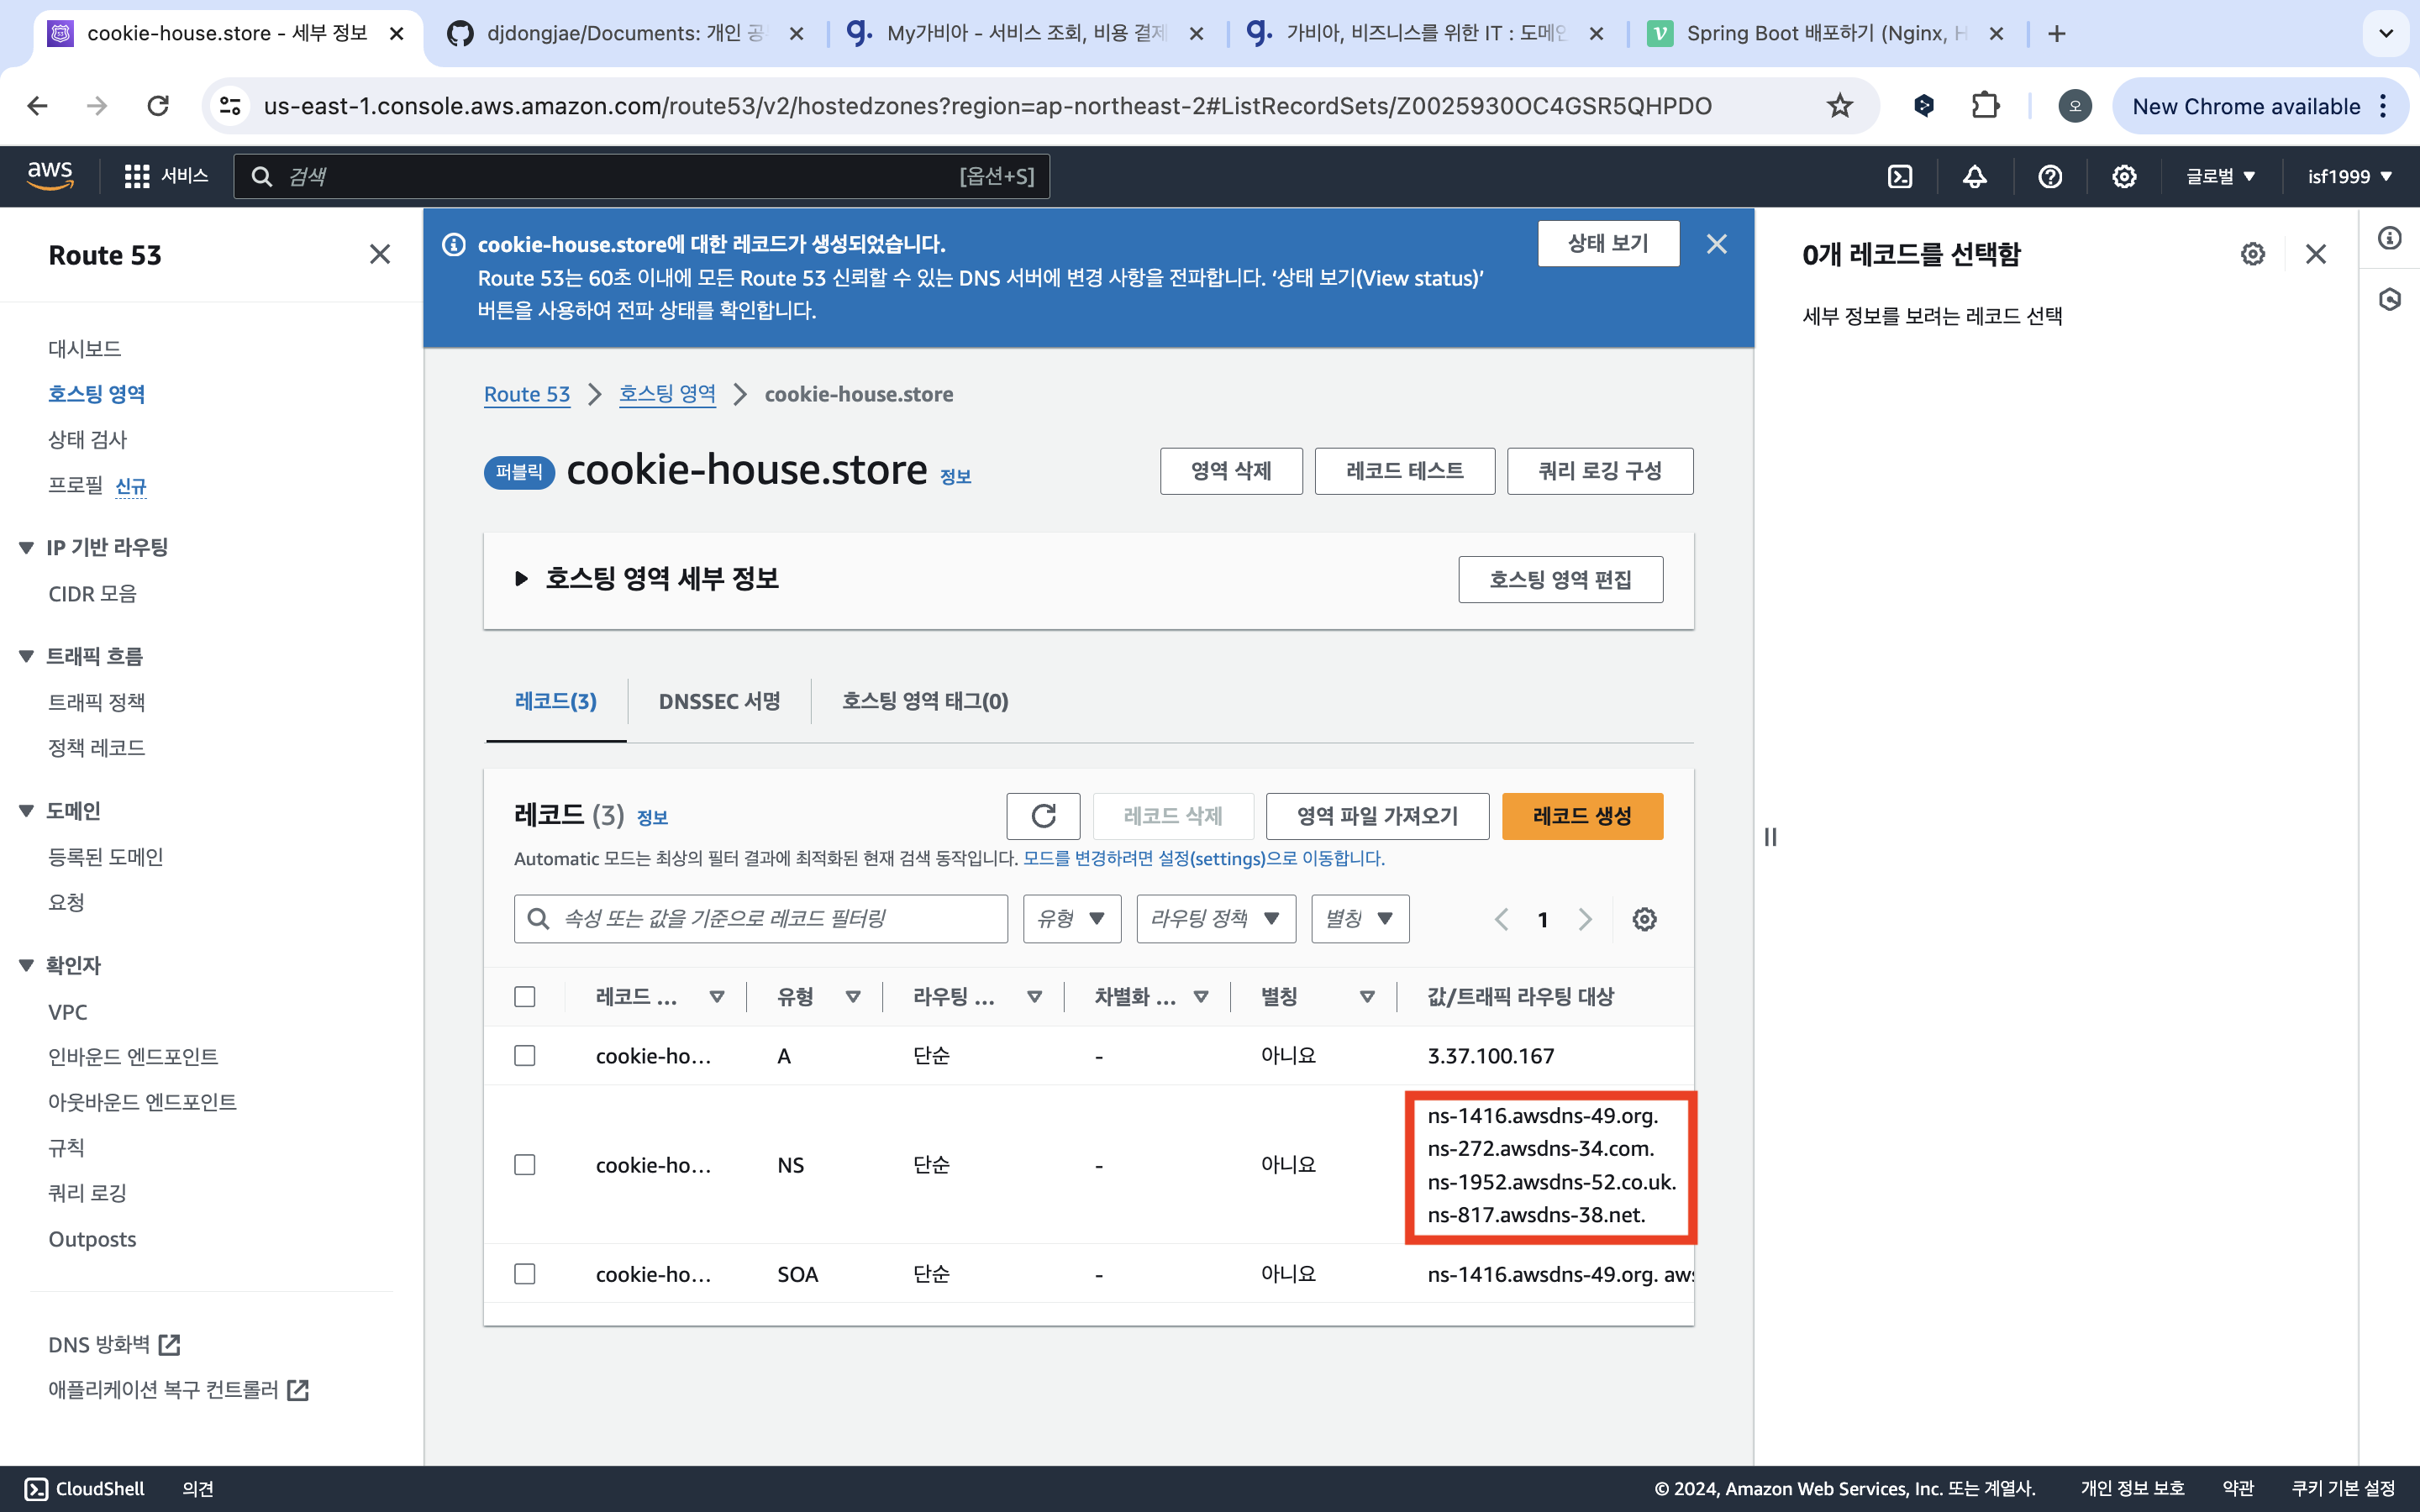 cookie-house.store - 세부 정보
djdongjae/Documents: 개인 공
My가비아 - 서비스 조회, 비용 결제
가비아, 비즈니스를 위한 IT : 도메인
Spring Boot 배포하기 (Nginx, H
us-east-1.console.aws.amazon.com/route53/v2/hostedzones?region=ap-northeast-2#ListRecordSets/Z0025930OC4GSR5QHPDO
오
New Chrome available
aws
서비스
검색
[옵션+S]
글로벌
isf1999
Route 53
대시보드
호스팅 영역
상태 검사
프로필 신규
IP 기반 라우팅
CIDR 모음
트래픽 흐름
트래픽 정책
정책 레코드
도메인
등록된 도메인
요청
확인자
VPC
인바운드 엔드포인트
아웃바운드 엔드포인트
규칙
쿼리 로깅
Outposts
DNS 방화벽
애플리케이션 복구 컨트롤러
cookie-house.store에 대한 레코드가 생성되었습니다.
Route 53는 60초 이내에 모든 Route 53 신뢰할 수 있는 DNS 서버에 변경 사항을 전파합니다. ‘상태 보기(View status)’
버튼을 사용하여 전파 상태를 확인합니다.
상태 보기
Route 53 호스팅 영역 cookie-house.store
퍼블릭 cookie-house.store 정보
영역 삭제
레코드 테스트
쿼리 로깅 구성
호스팅 영역 세부 정보
호스팅 영역 편집
레코드(3)
DNSSEC 서명
호스팅 영역 태그(0)
레코드 (3) 정보
레코드 삭제
영역 파일 가져오기
레코드 생성
Automatic 모드는 최상의 필터 결과에 최적화된 현재 검색 동작입니다. 모드를 변경하려면 설정(settings)으로 이동합니다.
속성 또는 값을 기준으로 레코드 필터링
유형
라우팅 정책
별칭
1
레코드 ... 유형 라우팅 ... 차별화 ... 별칭 값/트래픽 라우팅 대상
cookie-ho... A 단순 - 아니요 3.37.100.167
cookie-ho... NS 단순 - 아니요
ns-1416.awsdns-49.org.
ns-272.awsdns-34.com.
ns-1952.awsdns-52.co.uk.
ns-817.awsdns-38.net.
cookie-ho... SOA 단순 - 아니요 ns-1416.awsdns-49.org. aws
0개 레코드를 선택함
세부 정보를 보려는 레코드 선택
CloudShell
의견
© 2024, Amazon Web Services, Inc. 또는 계열사.
개인 정보 보호
약관
쿠키 기본 설정